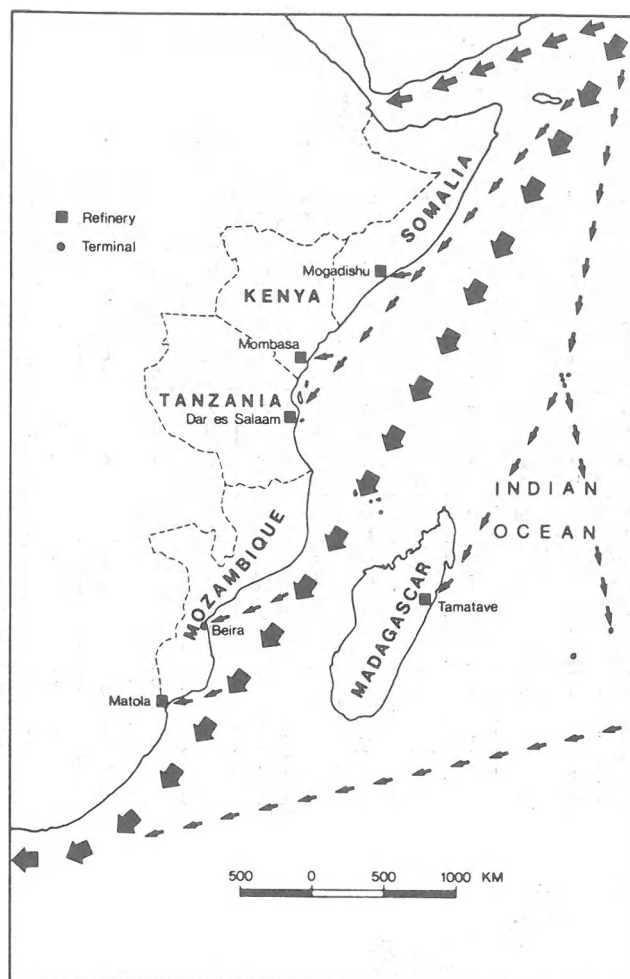 Refinery
Terminal
SOMALIA
Mogadishu
KENYA
Mombasa
TANZANIA
Dar es Salaam
INDIAN
OCEAN
MOZAMBIQUE
MADAGASCAR
Tamatave
Beira
Matola
500 0 500 1000 KM